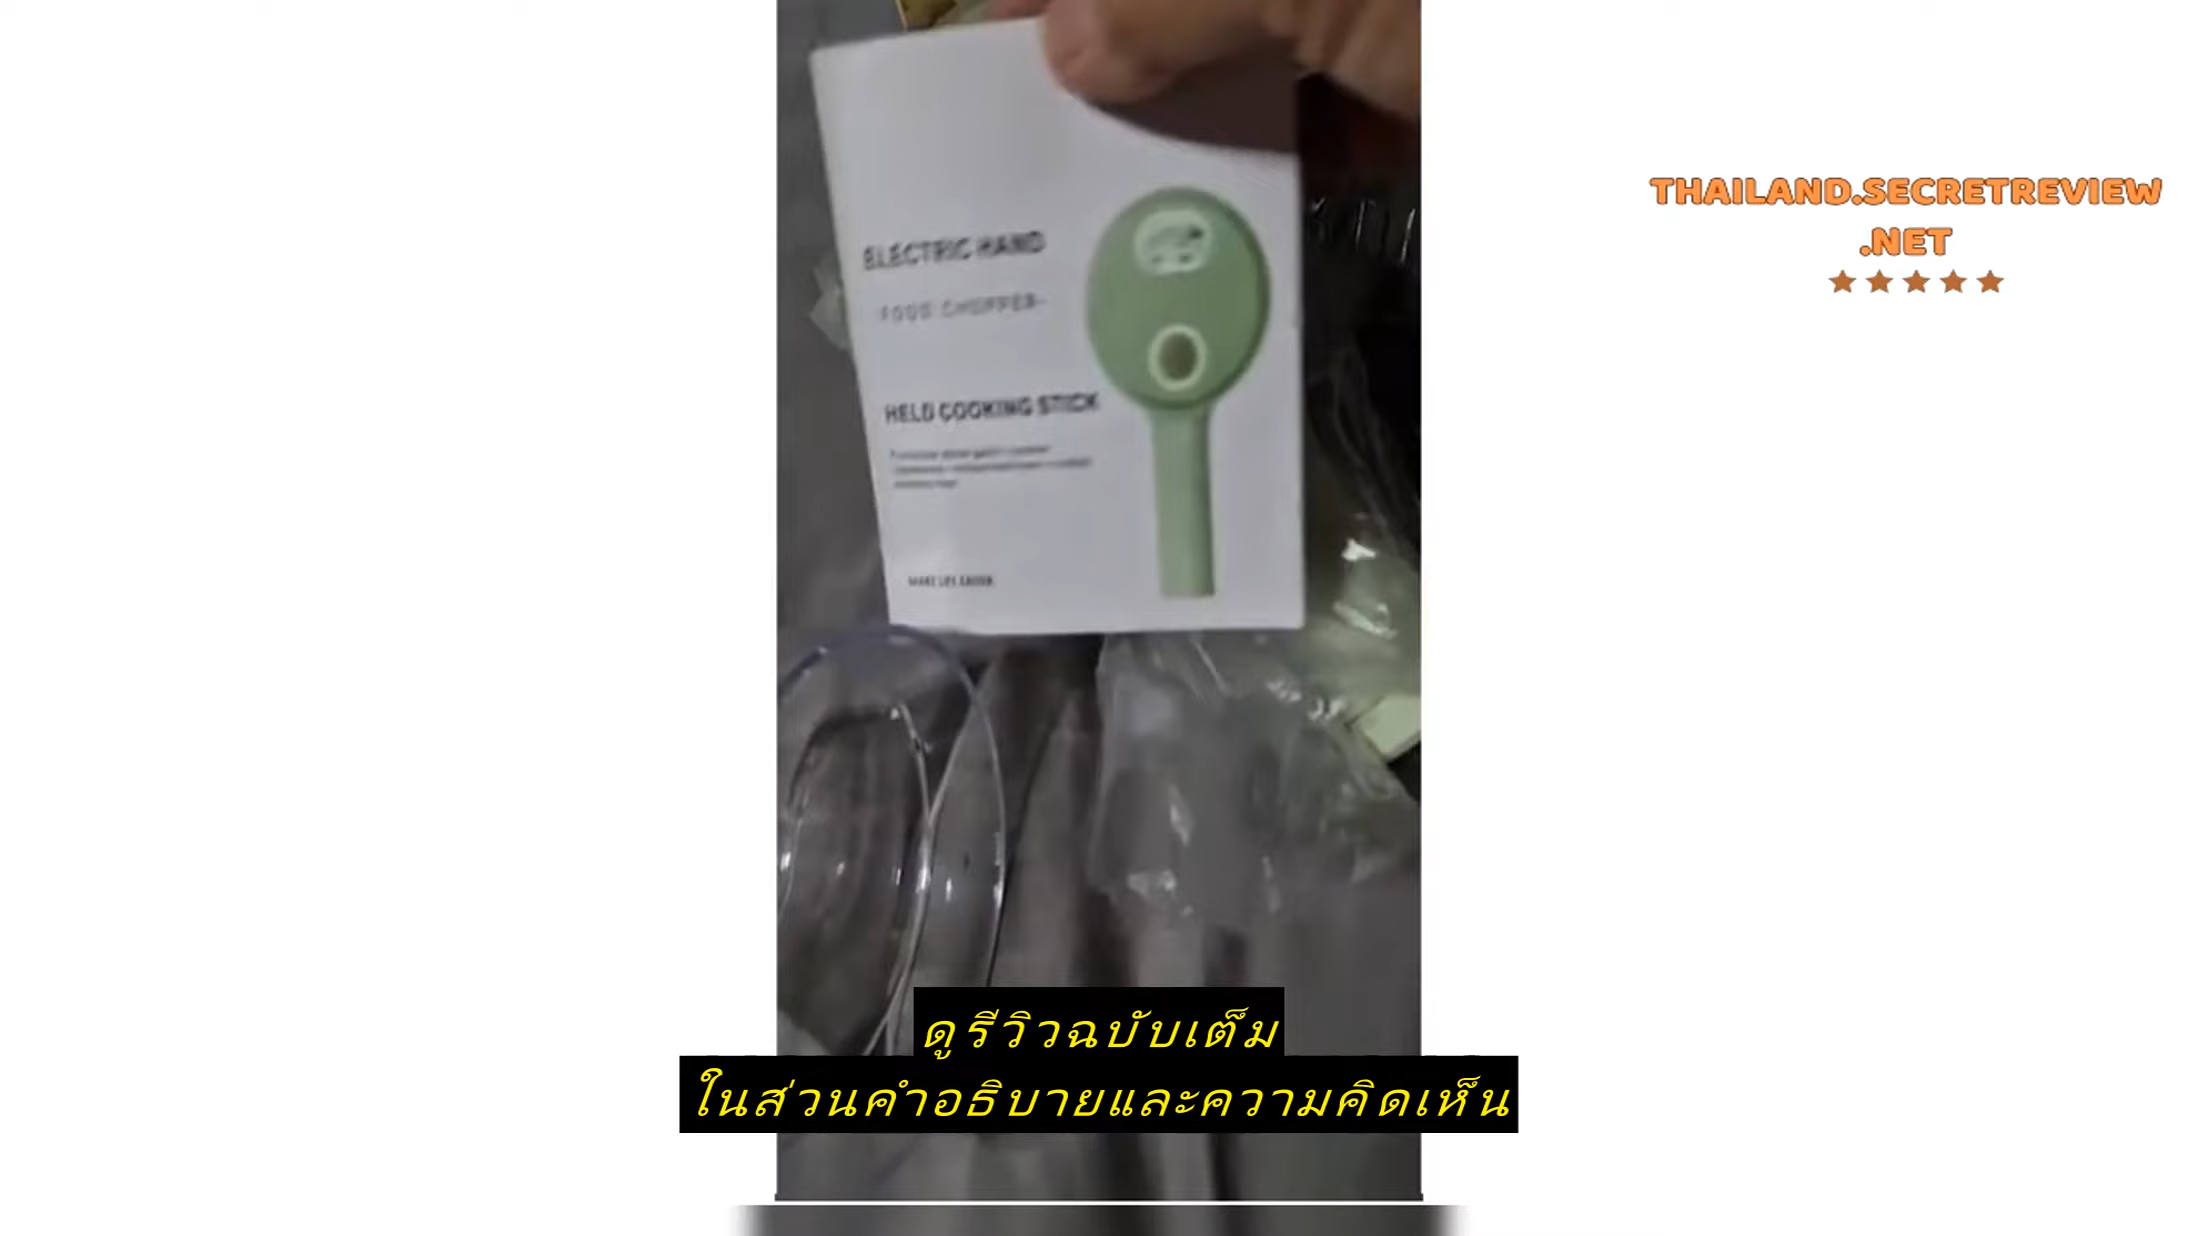 THAILAND.SECRETREVIEW
.NET
ELECTRIC HAND
FOOD CHOPPER
HELD COOKING STICK
ดูรีวิวฉบับเต็ม
ในส่วนคำอธิบายและความคิดเห็น